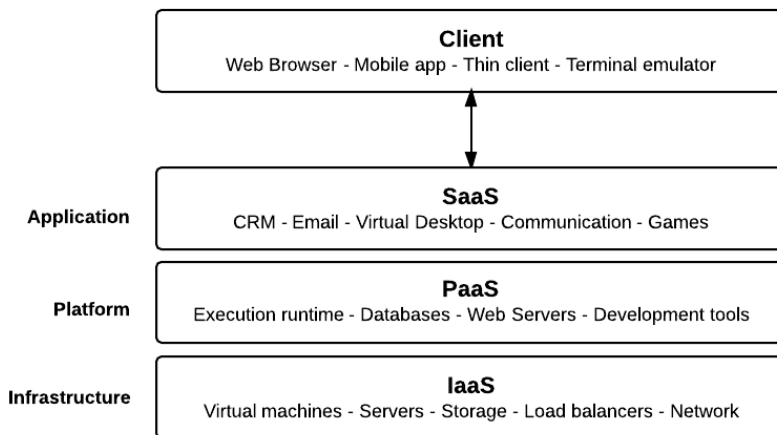 Client
Web Browser - Mobile app - Thin client - Terminal emulator
Application
SaaS
CRM - Email - Virtual Desktop - Communication - Games
Platform
PaaS
Execution runtime - Databases - Web Servers - Development tools
Infrastructure
IaaS
Virtual machines - Servers - Storage - Load balancers - Network